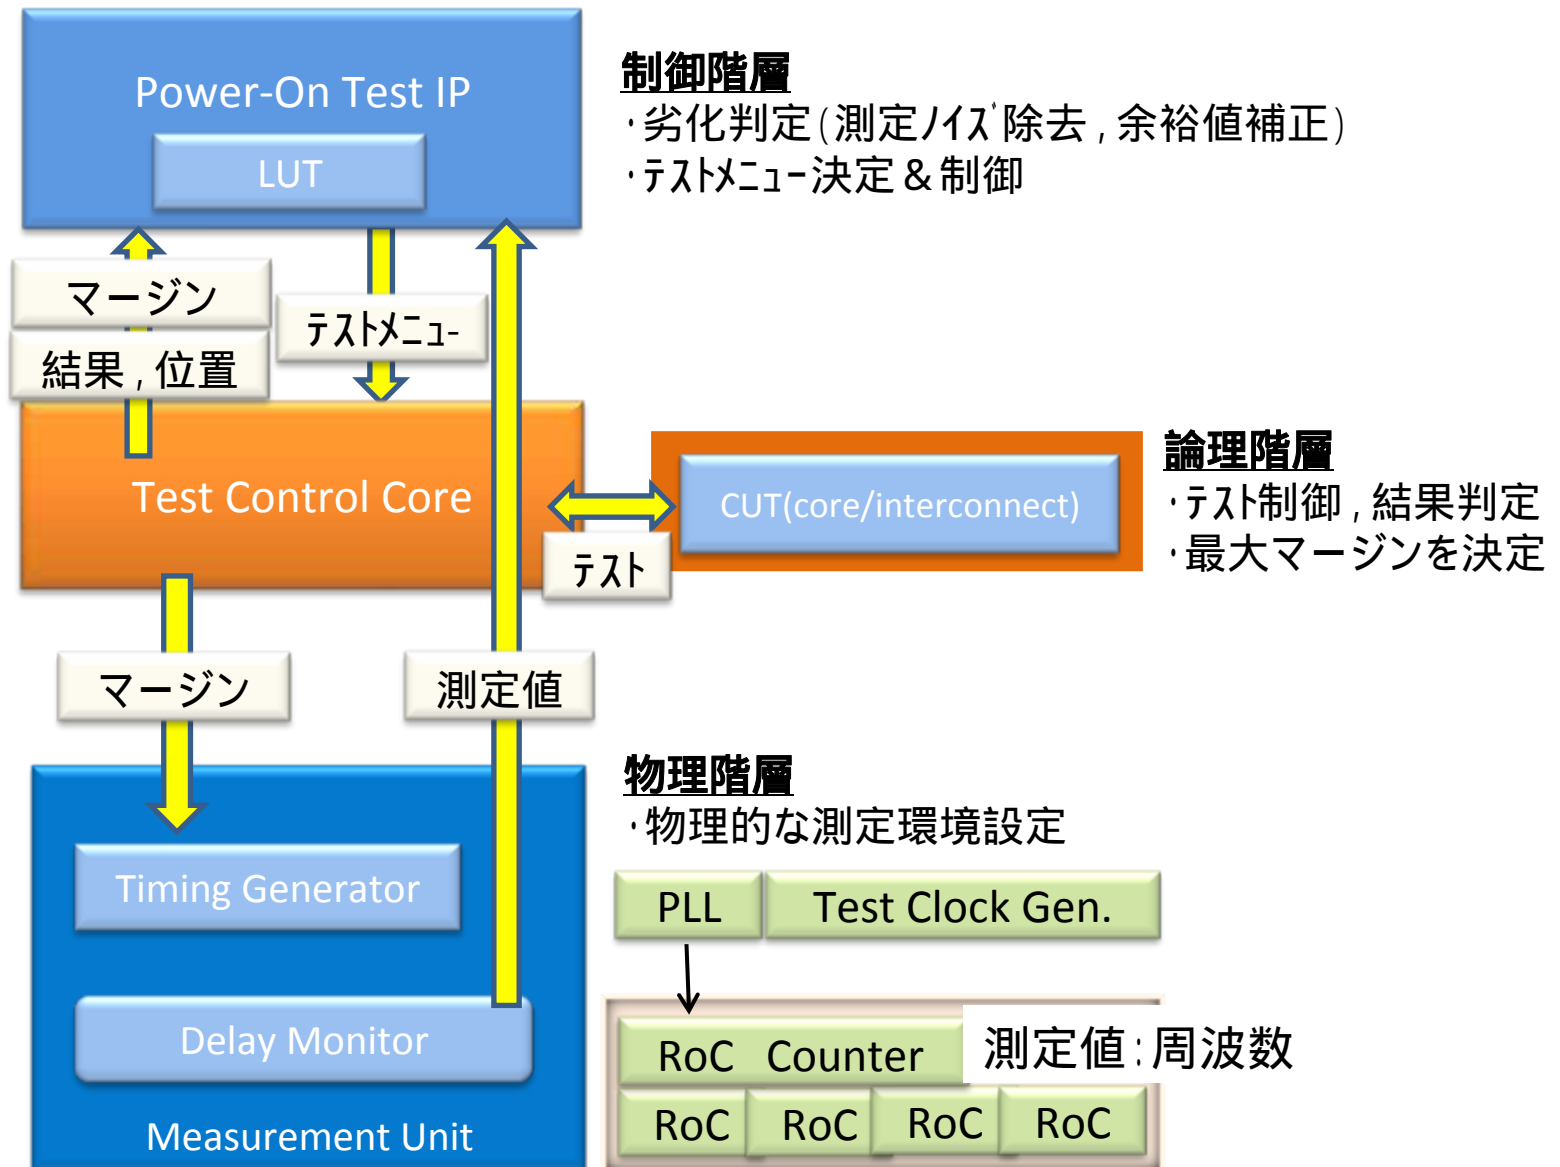 Power-On Test IP
LUT
制御階層
・劣化判定(測定ﾉｲｽﾞ除去,余裕値補正)
・ﾃｽﾄﾒﾆｭｰ決定&制御
マージン
結果,位置
ﾃｽﾄﾒﾆｭｰ
Test Control Core
テスト
CUT(core/interconnect)
論理階層
・ﾃｽﾄ制御,結果判定
・最大マージンを決定
マージン
測定値
物理階層
・物理的な測定環境設定
Timing Generator
Delay Monitor
Measurement Unit
PLL
Test Clock Gen.
RoC Counter
測定値:周波数
RoC RoC RoC RoC